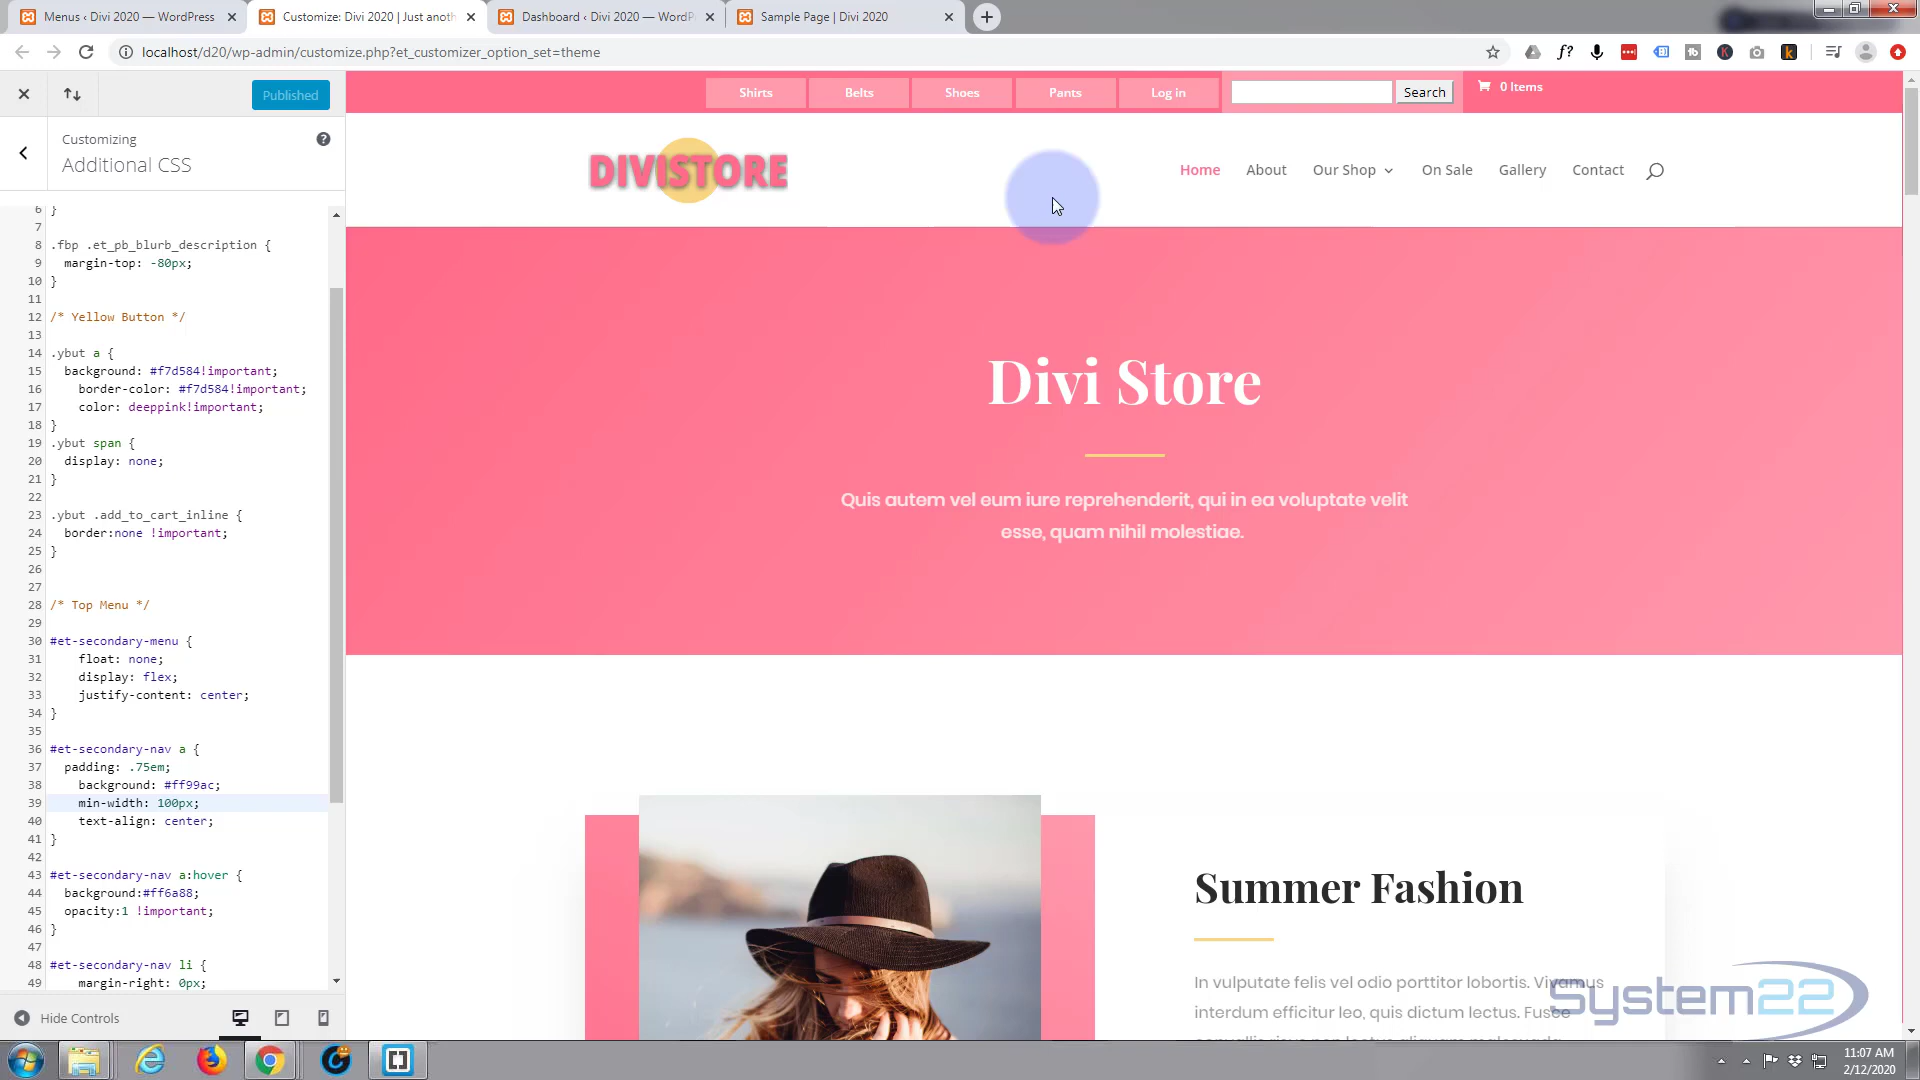 Menus ‹ Divi 2020 — WordPress
Customize: Divi 2020 | Just anoth
Dashboard ‹ Divi 2020 — WordP
Sample Page | Divi 2020
localhost/d20/wp-admin/customize.php?et_customizer_option_set=theme
Published
Customizing
Additional CSS
6 }
7
8 .fbp .et_pb_blurb_description {
9 margin-top: -80px;
10 }
11
12 /* Yellow Button */
13
14 .ybut a {
15 background: #f7d584!important;
16 border-color: #f7d584!important;
17 color: deeppink!important;
18 }
19 .ybut span {
20 display: none;
21 }
22
23 .ybut .add_to_cart_inline {
24 border:none !important;
25 }
26
27
28 /* Top Menu */
29
30 #et-secondary-menu {
31 float: none;
32 display: flex;
33 justify-content: center;
34 }
35
36 #et-secondary-nav a {
37 padding: .75em;
38 background: #ff99ac;
39 min-width: 100px;
40 text-align: center;
41 }
42
43 #et-secondary-nav a:hover {
44 background:#ff6a88;
45 opacity:1 !important;
46 }
47
48 #et-secondary-nav li {
49 margin-right: 0px;
Hide Controls
Shirts
Belts
Shoes
Pants
Log in
Search
0 Items
DIVISTORE
Home
About
Our Shop
On Sale
Gallery
Contact
Divi Store
Quis autem vel eum iure reprehenderit, qui in ea voluptate velit
esse, quam nihil molestiae.
Summer Fashion
In vulputate felis vel odio porttitor lobortis. Vivamus
interdum efficitur leo, quis dictum lectus. Fusce
System22
11:07 AM
2/12/2020